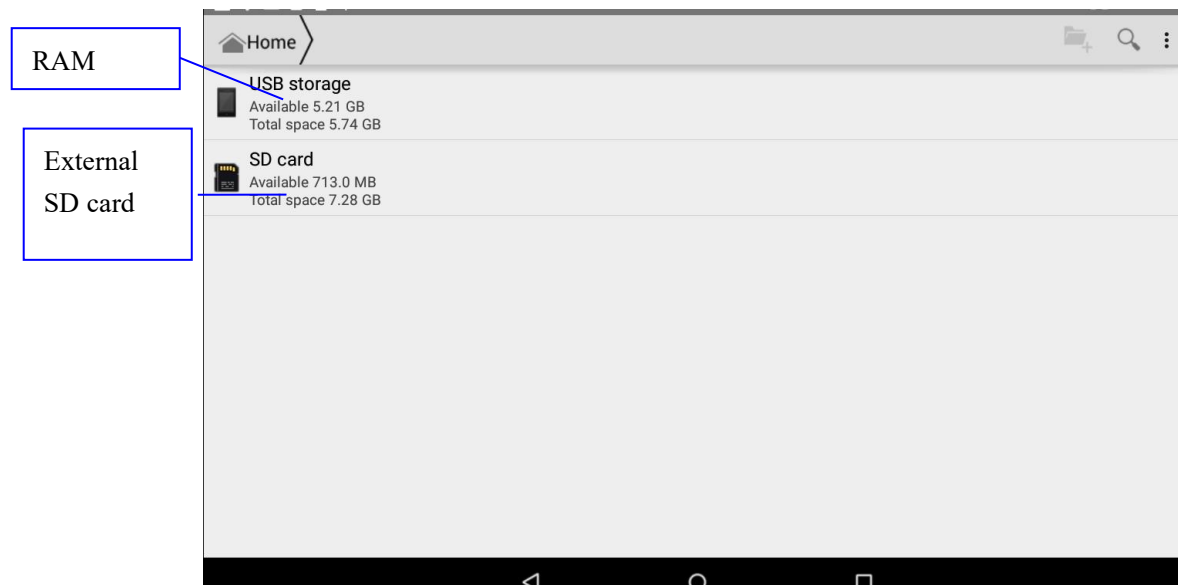 RAM
External
SD card
Home
USB storage
Available 5.21 GB
Total space 5.74 GB
SD card
Available 713.0 MB
Total space 7.28 GB